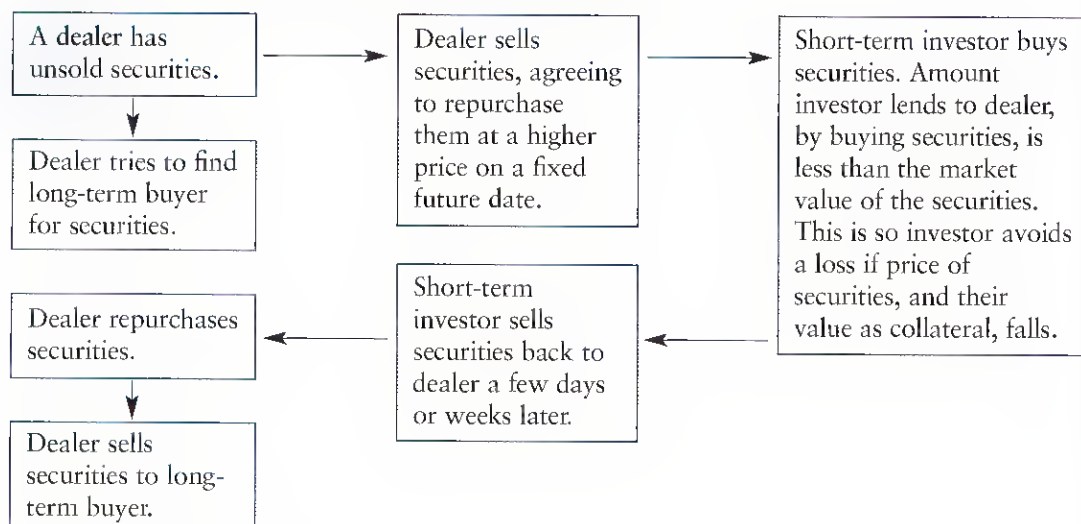 A dealer has
unsold securities.
Dealer tries to find
long-term buyer
for securities.
Dealer sells
securities, agreeing
to repurchase
them at a higher
price on a fixed
future date.
Short-term investor buys
securities. Amount
investor lends to dealer,
by buying securities, is
less than the market
value of the securities.
This is so investor avoids
a loss if price of
securities, and their
value as collateral, falls.
Short-term
investor sells
securities back to
dealer a few days
or weeks later.
Dealer repurchases
securities.
Dealer sells
securities to long-
term buyer.